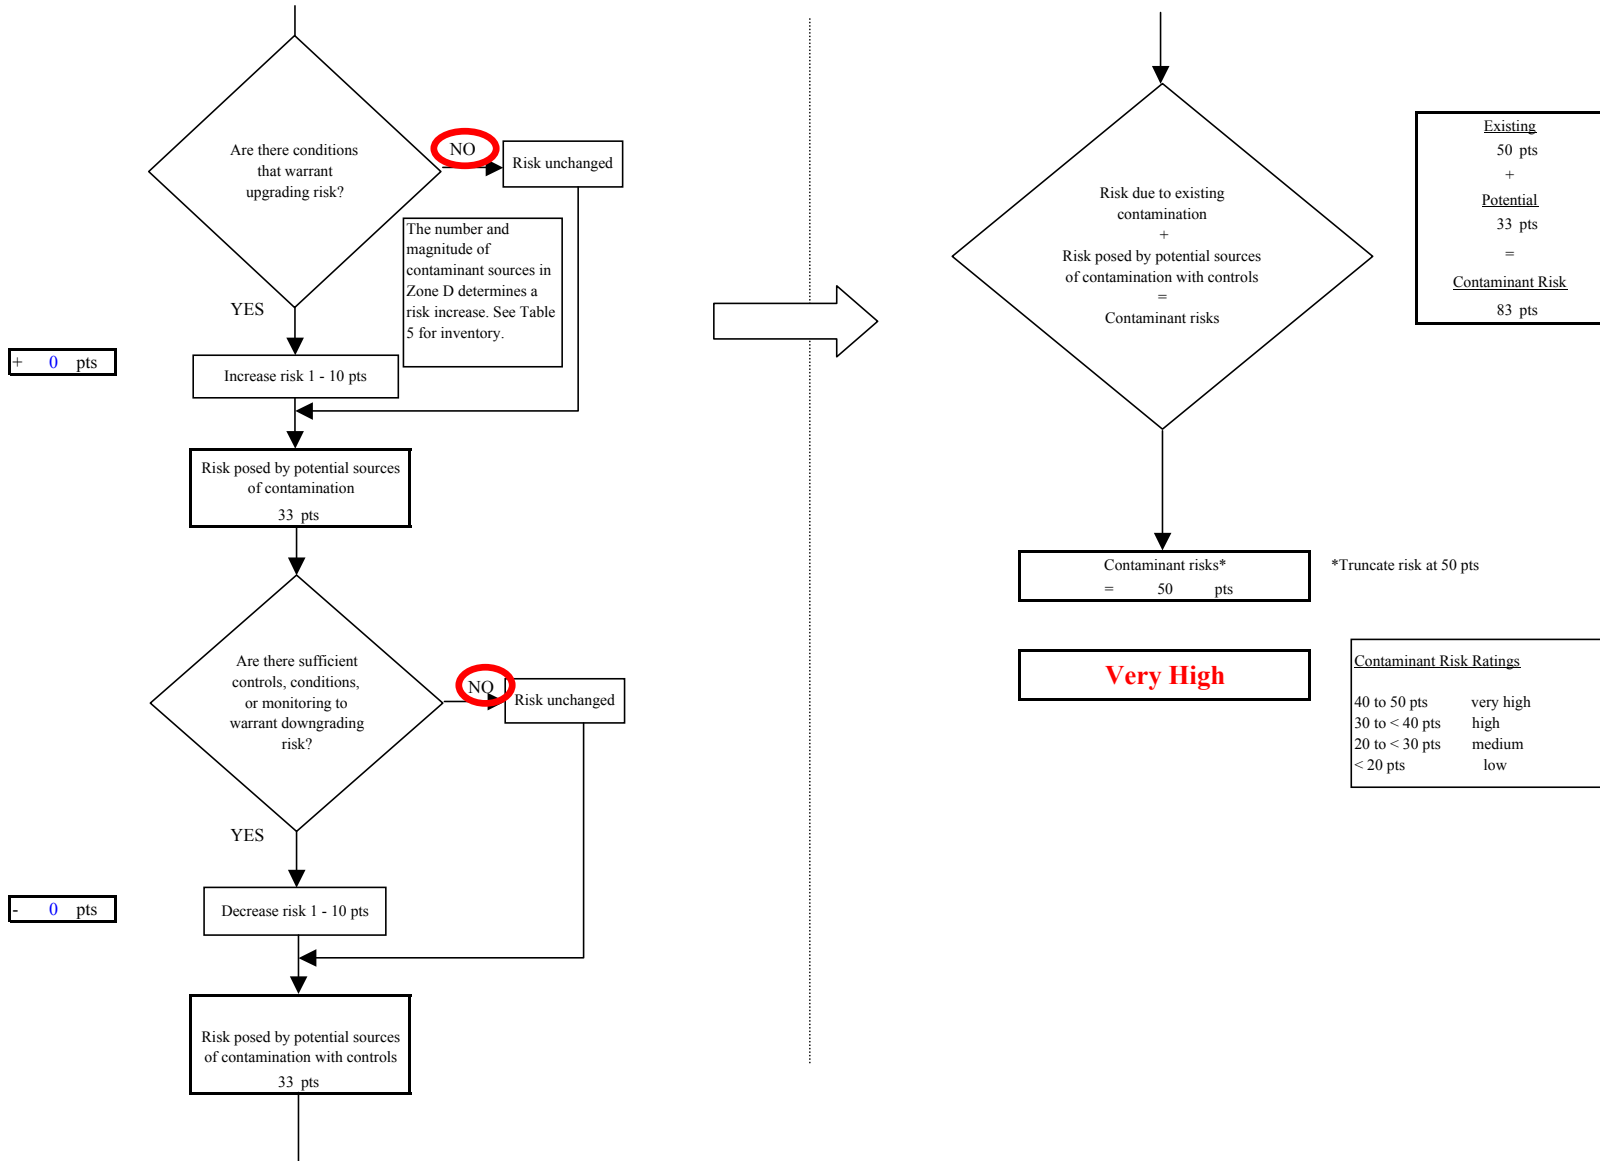 Are there conditions
that warrant
upgrading risk?
NO
Risk unchanged
The number and
magnitude of
contaminant sources in
Zone D determines a
risk increase. See Table
5 for inventory.
YES
+ 0 pts
Increase risk 1 - 10 pts
Risk posed by potential sources
of contamination
33 pts
Are there sufficient
controls, conditions,
or monitoring to
warrant downgrading
risk?
NO
Risk unchanged
YES
- 0 pts
Decrease risk 1 - 10 pts
Risk posed by potential sources
of contamination with controls
33 pts
Risk due to existing
contamination
+
Risk posed by potential sources
of contamination with controls
=
Contaminant risks
Existing
50 pts
+
Potential
33 pts
=
Contaminant Risk
83 pts
Contaminant risks*
= 50 pts
*Truncate risk at 50 pts
Very High
Contaminant Risk Ratings
40 to 50 pts very high
30 to < 40 pts high
20 to < 30 pts medium
< 20 pts low